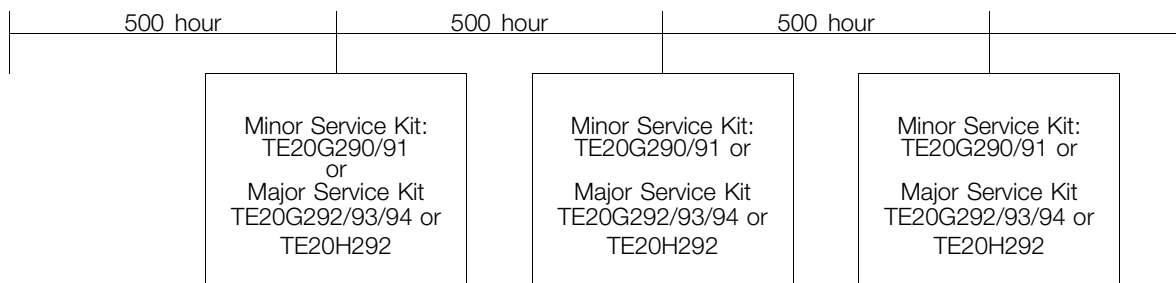 500 hour
500 hour
500 hour
Minor Service Kit:
TE20G290/91
or
Major Service Kit
TE20G292/93/94 or
TE20H292
Minor Service Kit:
TE20G290/91 or
Major Service Kit
TE20G292/93/94 or
TE20H292
Minor Service Kit:
TE20G290/91 or
Major Service Kit
TE20G292/93/94 or
TE20H292